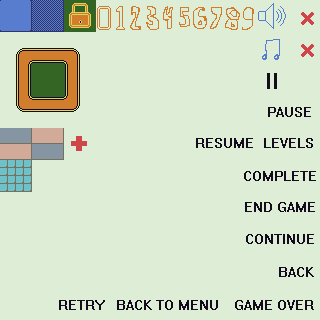 0123456789
PAUSE
RESUME LEVELS
COMPLETE
END GAME
CONTINUE
BACK
RETRY BACK TO MENU GAME OVER